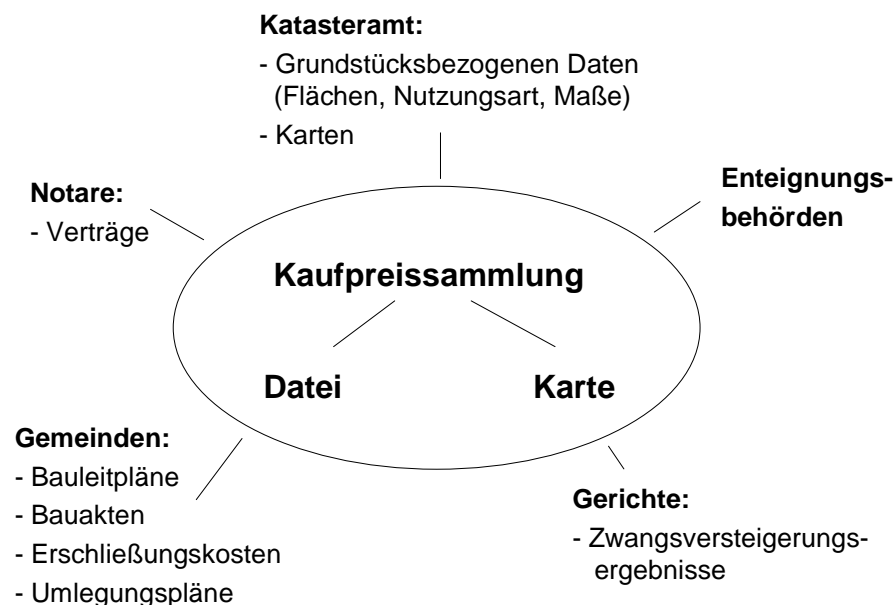 Katasteramt:
- Grundstücksbezogenen Daten
(Flächen, Nutzungsart, Maße)
- Karten
Notare:
- Verträge
Enteignungs-
behörden
Kaufpreissammlung
Datei
Karte
Gemeinden:
- Bauleitpläne
- Bauakten
- Erschließungskosten
- Umlegungspläne
Gerichte:
- Zwangsversteigerungs-
ergebnisse